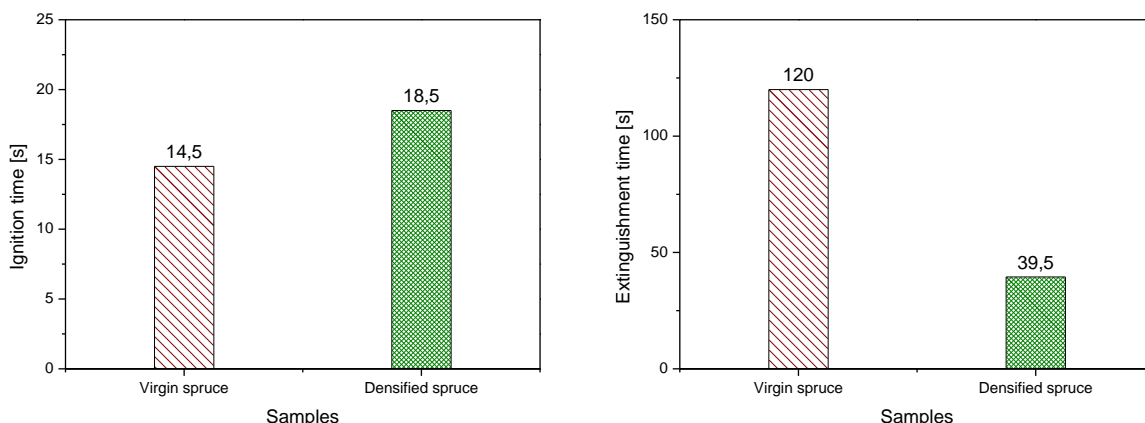 25
20
15
10
5
0
Ignition time [s]
14,5
18,5
Virgin spruce
Densified spruce
Samples
150
100
50
0
Extinguishment time [s]
120
39,5
Virgin spruce
Densified spruce
Samples